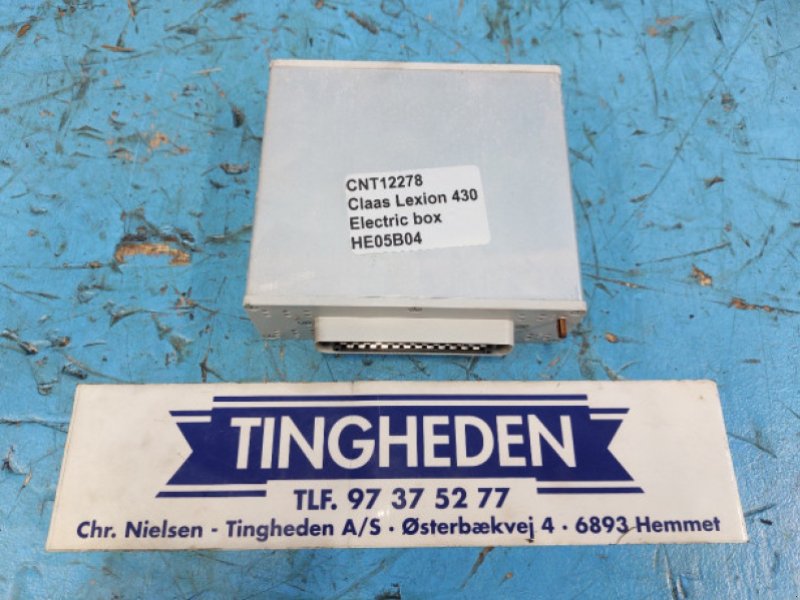 CNT12278
Claas Lexion 430
Electric box
HE05B04
TINGHEDEN
TLF. 97 37 52 77
Chr. Nielsen - Tingheden A/S · Østerbækvej 4 · 6893 Hemmet